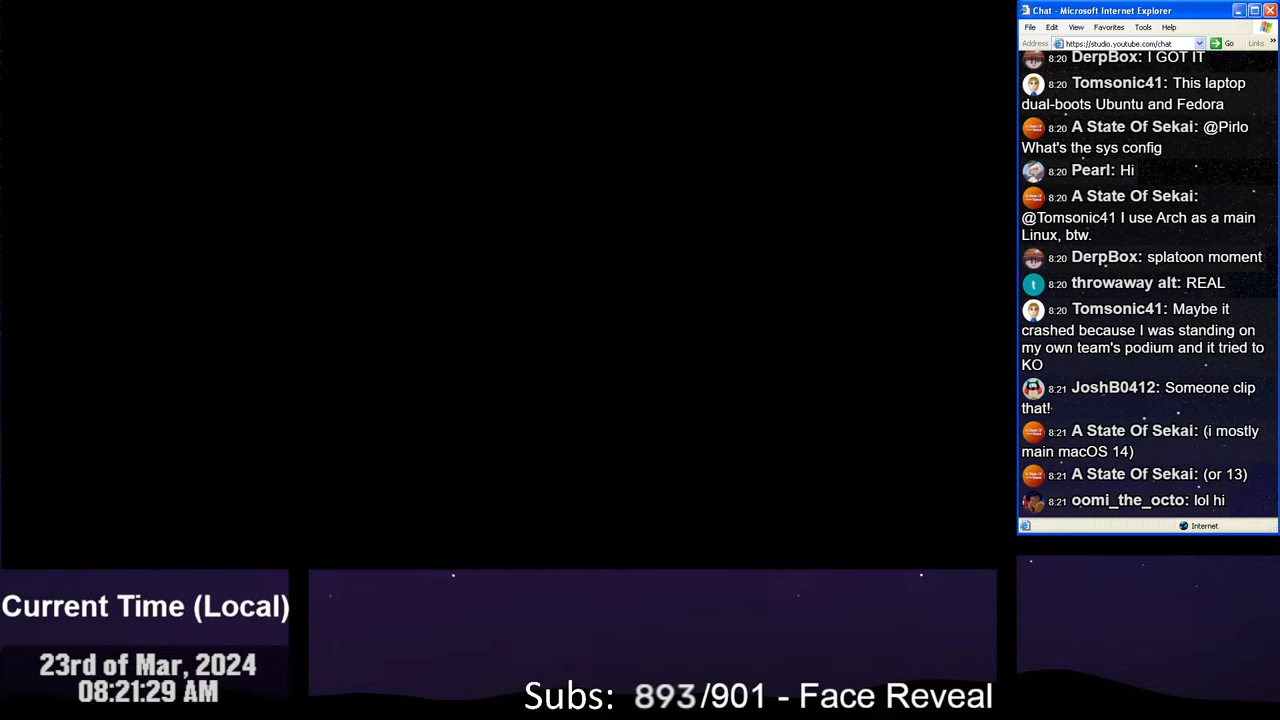 Chat - Microsoft Internet Explorer
File Edit View Favorites Tools Help
Address https://studio.youtube.com/chat Go Links »
DerpBox: I GOT IT
8:20 Tomsonic41: This laptop
dual-boots Ubuntu and Fedora
8:20 A State Of Sekai: @Pirlo
What's the sys config
8:20 Pearl: Hi
8:20 A State Of Sekai:
@Tomsonic41 I use Arch as a main
Linux, btw.
8:20 DerpBox: splatoon moment
t 8:20 throwaway alt: REAL
8:20 Tomsonic41: Maybe it
crashed because I was standing on
my own team's podium and it tried to
KO
8:21 JoshB0412: Someone clip
that!
8:21 A State Of Sekai: (i mostly
main macOS 14)
8:21 A State Of Sekai: (or 13)
8:21 oomi_the_octo: lol hi
Internet
Current Time (Local)
23rd of Mar, 2024
08:21:29 AM
Subs: 893/901 - Face Reveal